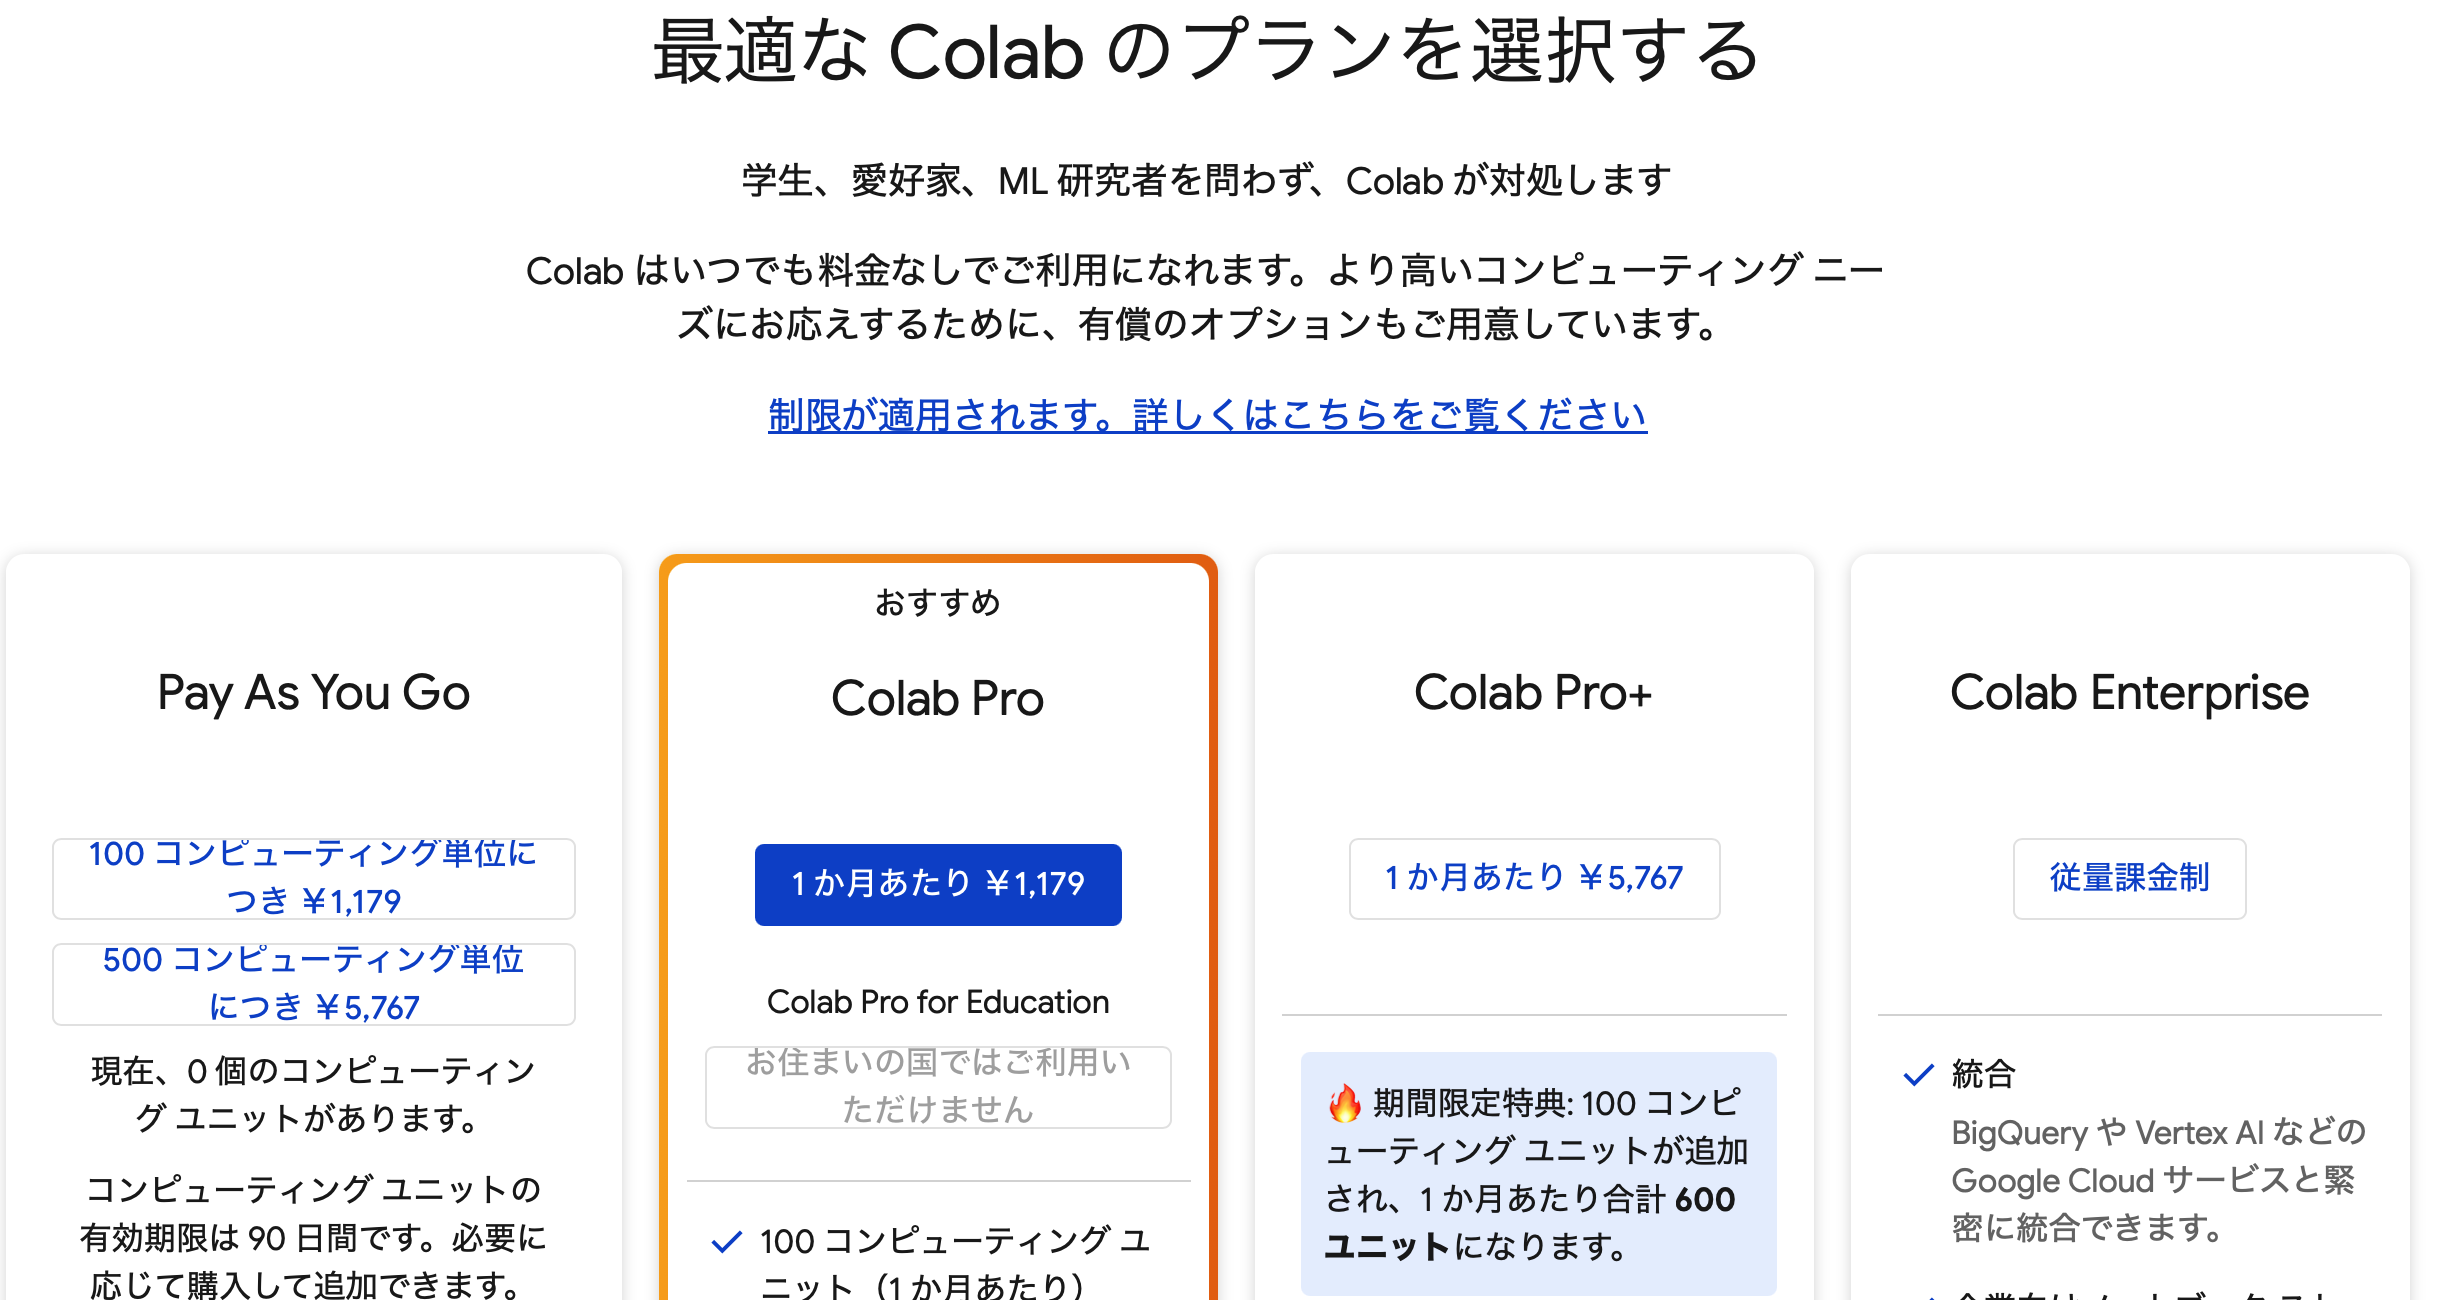 最適な Colab のプランを選択する
学生、愛好家、ML 研究者を問わず、Colab が対処します
Colab はいつでも料金なしでご利用になれます。より高いコンピューティング ニー
ズにお応えするために、有償のオプションもご用意しています。
制限が適用されます。詳しくはこちらをご覧ください
Pay As You Go
100 コンピューティング単位に
つき ¥1,179
500 コンピューティング単位
につき ¥5,767
現在、0 個のコンピューティン
グ ユニットがあります。
コンピューティング ユニットの
有効期限は 90 日間です。必要に
応じて購入して追加できます。
おすすめ
Colab Pro
1 か月あたり ¥1,179
Colab Pro for Education
お住まいの国ではご利用い
ただけません
100 コンピューティング ユ
ニット（1 か月あたり）
Colab Pro+
1 か月あたり ¥5,767
🔥 期間限定特典: 100 コンピ
ューティング ユニットが追加
され、1 か月あたり合計 600
ユニットになります。
Colab Enterprise
従量課金制
統合
BigQuery や Vertex AI などの
Google Cloud サービスと緊
密に統合できます。